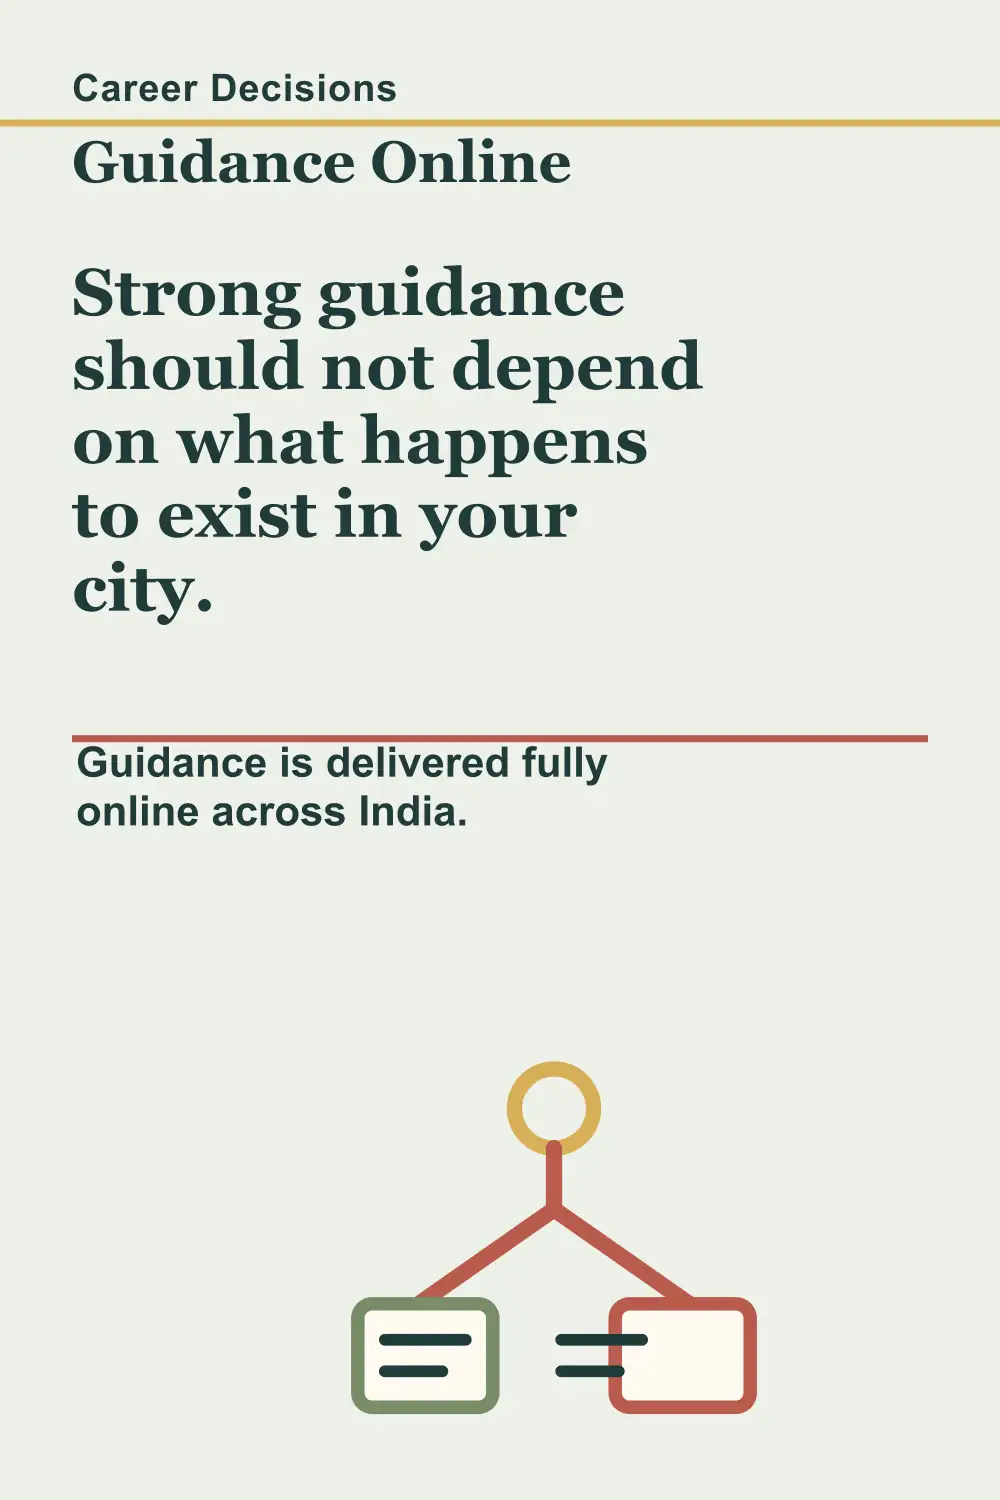 Career Decisions
Guidance Online
Strong guidance
should not depend
on what happens
to exist in your
city.
Guidance is delivered fully
online across India.